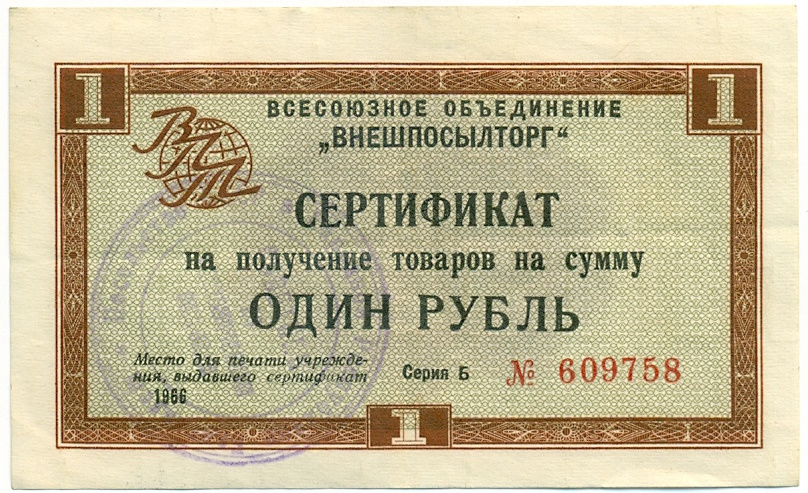 1 1
ВСЕСОЮЗНОЕ ОБЪЕДИНЕНИЕ
„ВНЕШПОСЫЛТОРГ“
ВПТ
СЕРТИФИКАТ
на получение товаров на сумму
ОДИН РУБЛЬ
Место для печати учрежде-
ния, выдавшего сертификат
1966
Серия Б № 609758
1